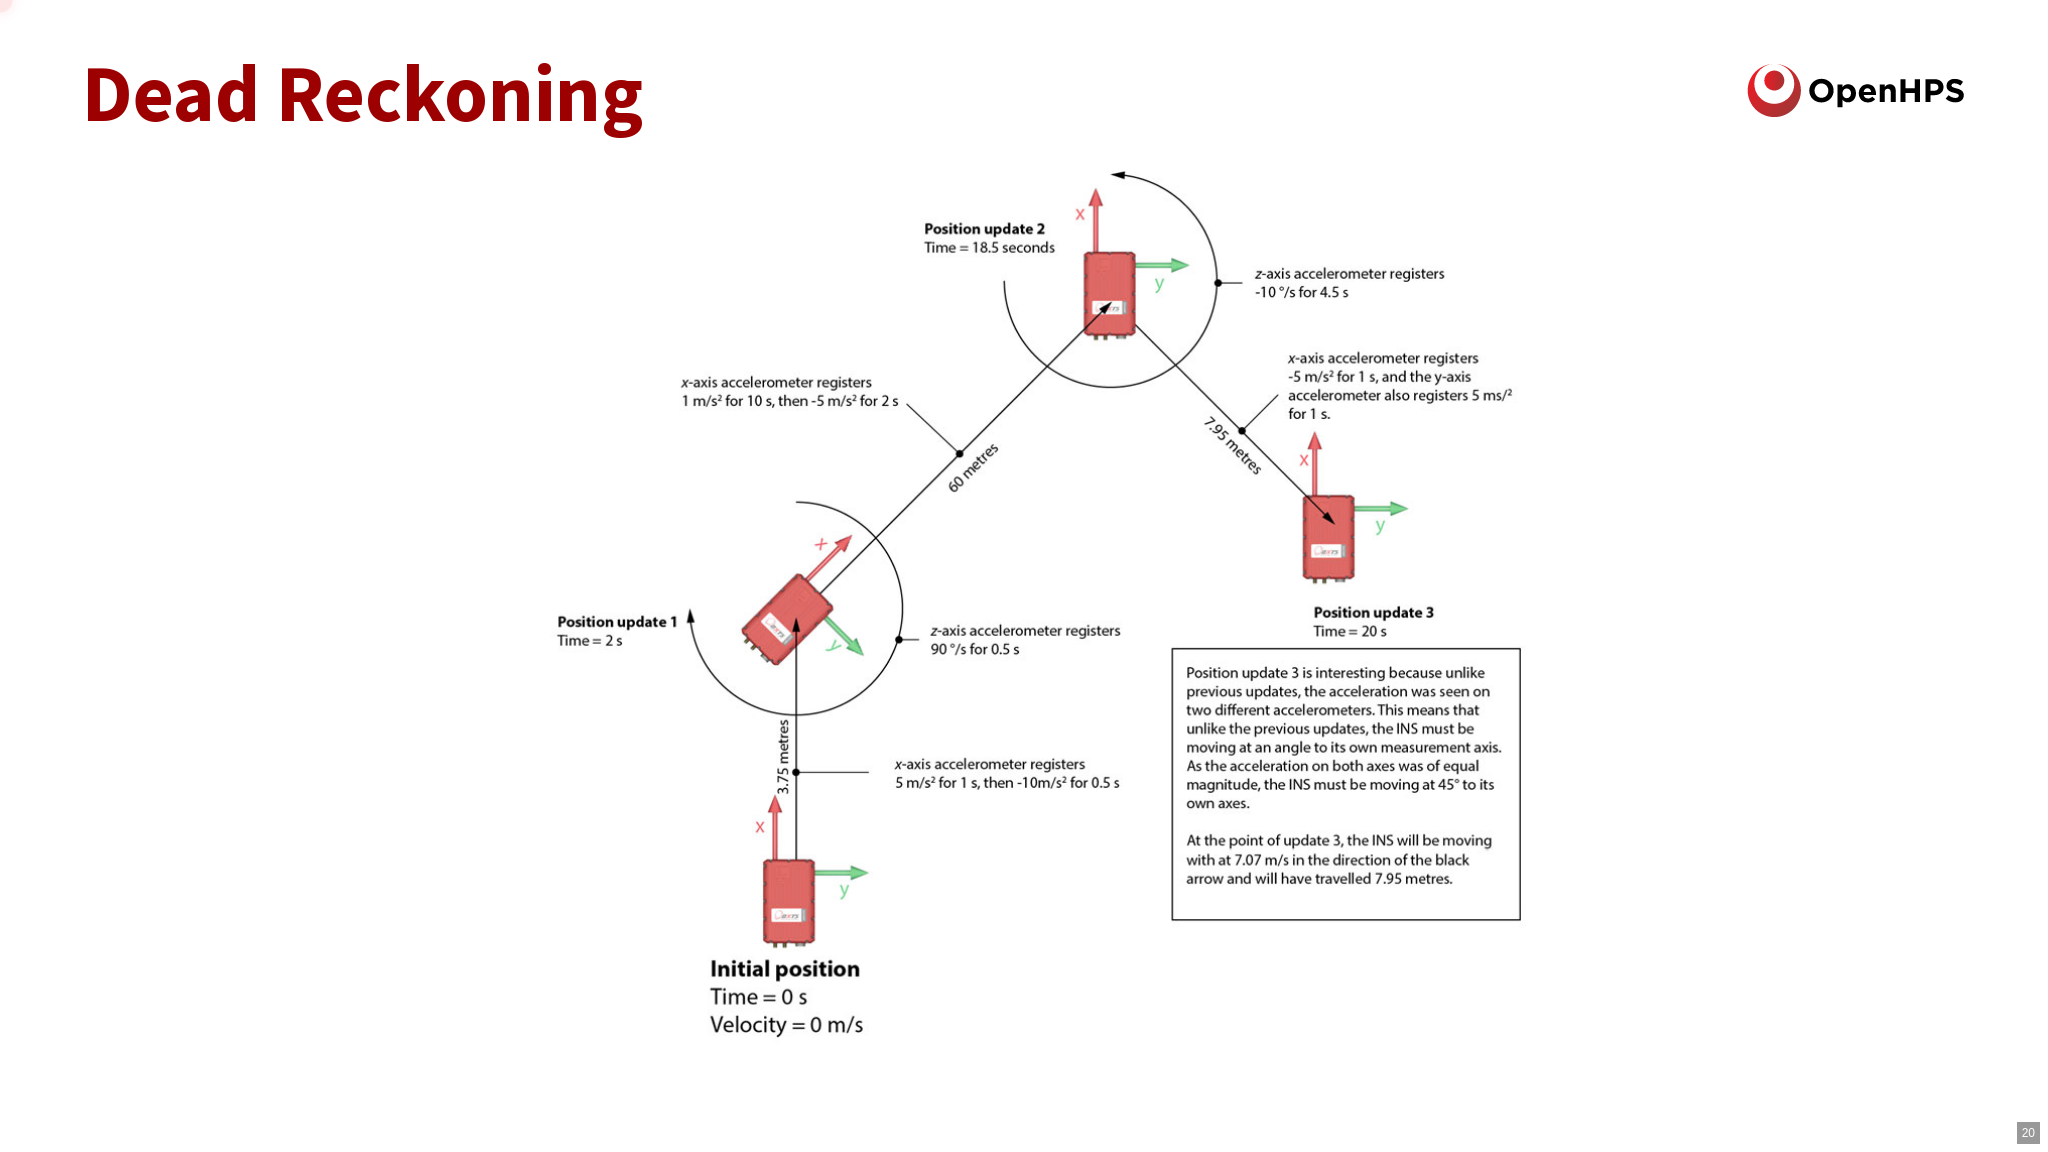 Dead Reckoning
OpenHPS
x
y
Position update 2
Time = 18.5 seconds
z-axis accelerometer registers
-10 °/s for 4.5 s
x-axis accelerometer registers
-5 m/s² for 1 s, and the y-axis
accelerometer also registers 5 ms/²
for 1 s.
x-axis accelerometer registers
1 m/s² for 10 s, then -5 m/s² for 2 s
7.95 metres
60 metres
x
y
x
y
Position update 1
Time = 2 s
z-axis accelerometer registers
90 °/s for 0.5 s
Position update 3
Time = 20 s
Position update 3 is interesting because unlike
previous updates, the acceleration was seen on
two different accelerometers. This means that
unlike the previous updates, the INS must be
moving at an angle to its own measurement axis.
As the acceleration on both axes was of equal
magnitude, the INS must be moving at 45° to its
own axes.
At the point of update 3, the INS will be moving
with at 7.07 m/s in the direction of the black
arrow and will have travelled 7.95 metres.
3.75 metres
x-axis accelerometer registers
5 m/s² for 1 s, then -10m/s² for 0.5 s
x
y
Initial position
Time = 0 s
Velocity = 0 m/s
20